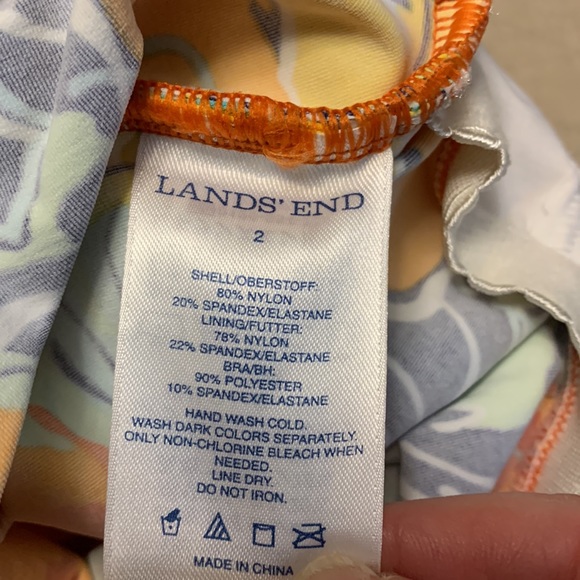 LANDS' END
2
SHELL/OBERSTOFF:
80% NYLON
20% SPANDEX/ELASTANE
LINING/FUTTER:
78% NYLON
22% SPANDEX/ELASTANE
BRA/BH:
90% POLYESTER
10% SPANDEX/ELASTANE
HAND WASH COLD.
WASH DARK COLORS SEPARATELY.
ONLY NON-CHLORINE BLEACH WHEN
NEEDED.
LINE DRY.
DO NOT IRON.
MADE IN CHINA